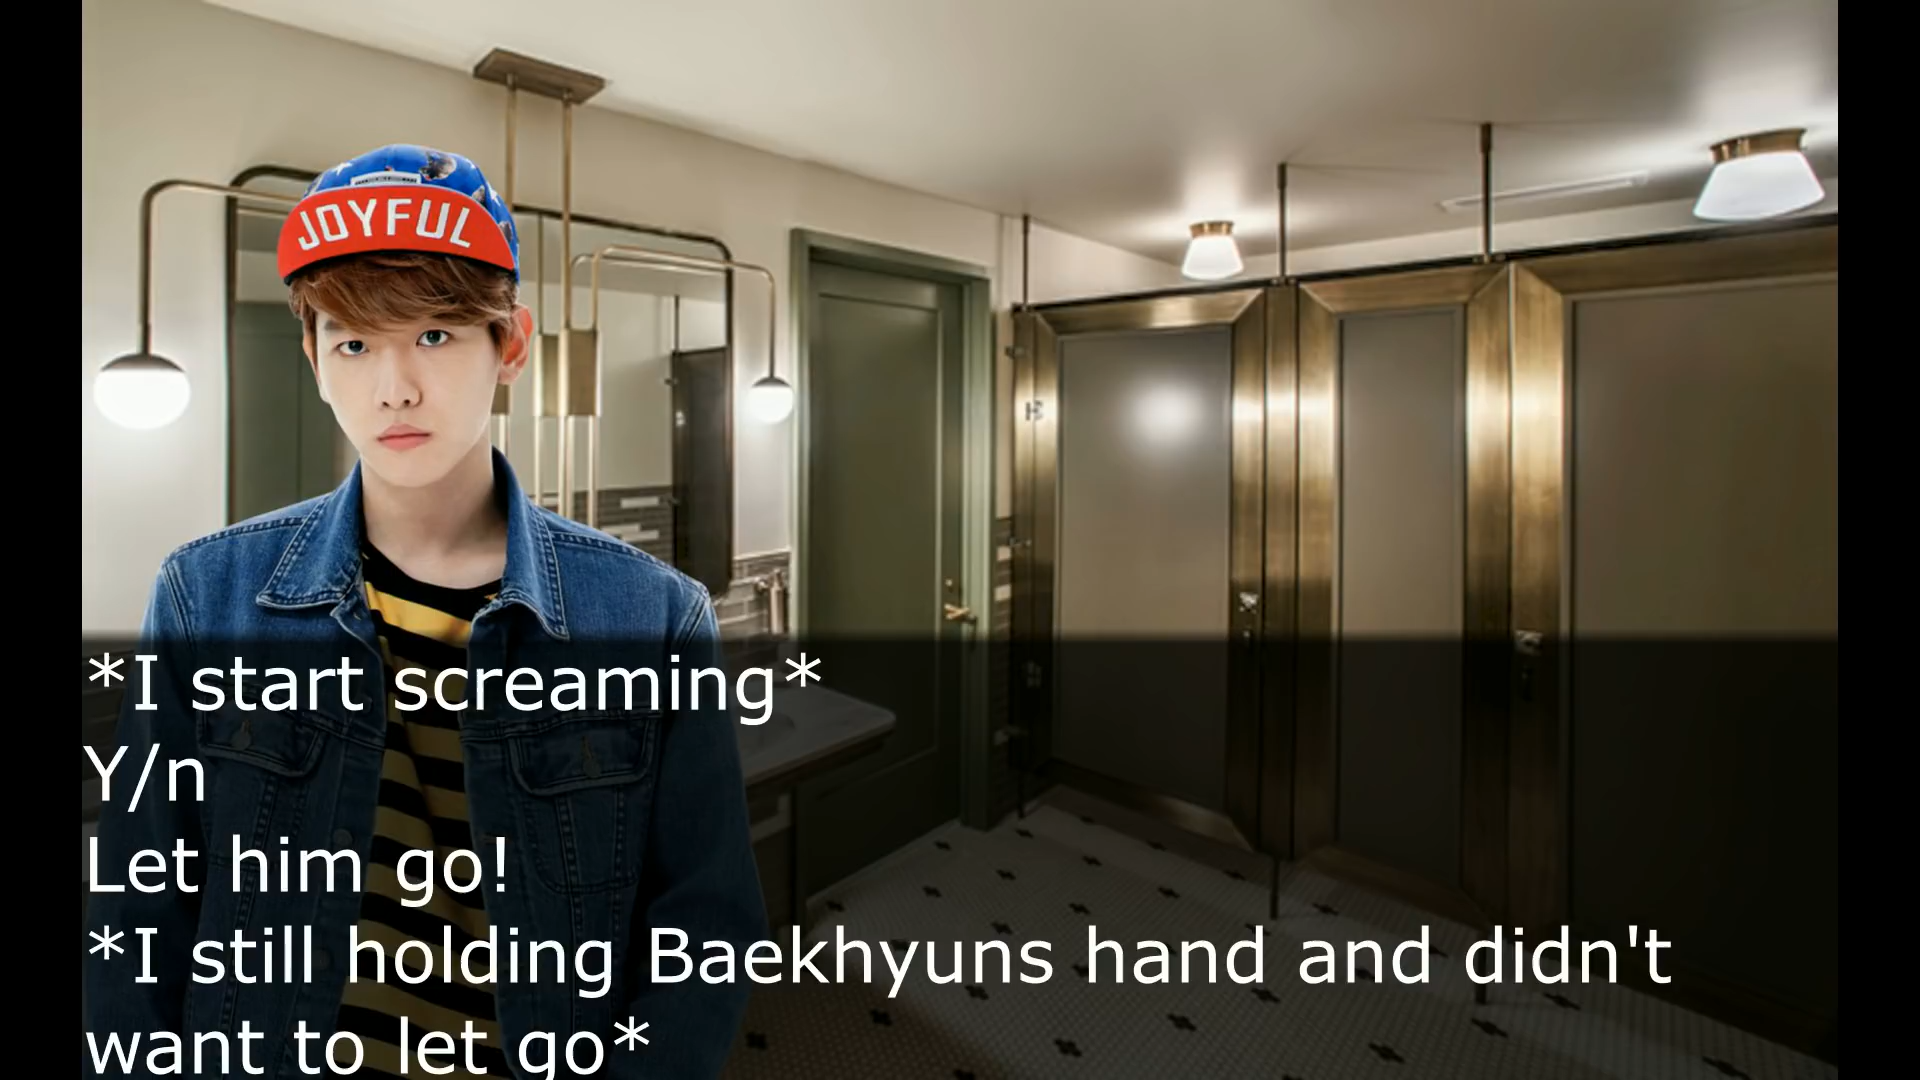 JOYFUL
*I start screaming*
Y/n
Let him go!
*I still holding Baekhyuns hand and didn't
want to let go*